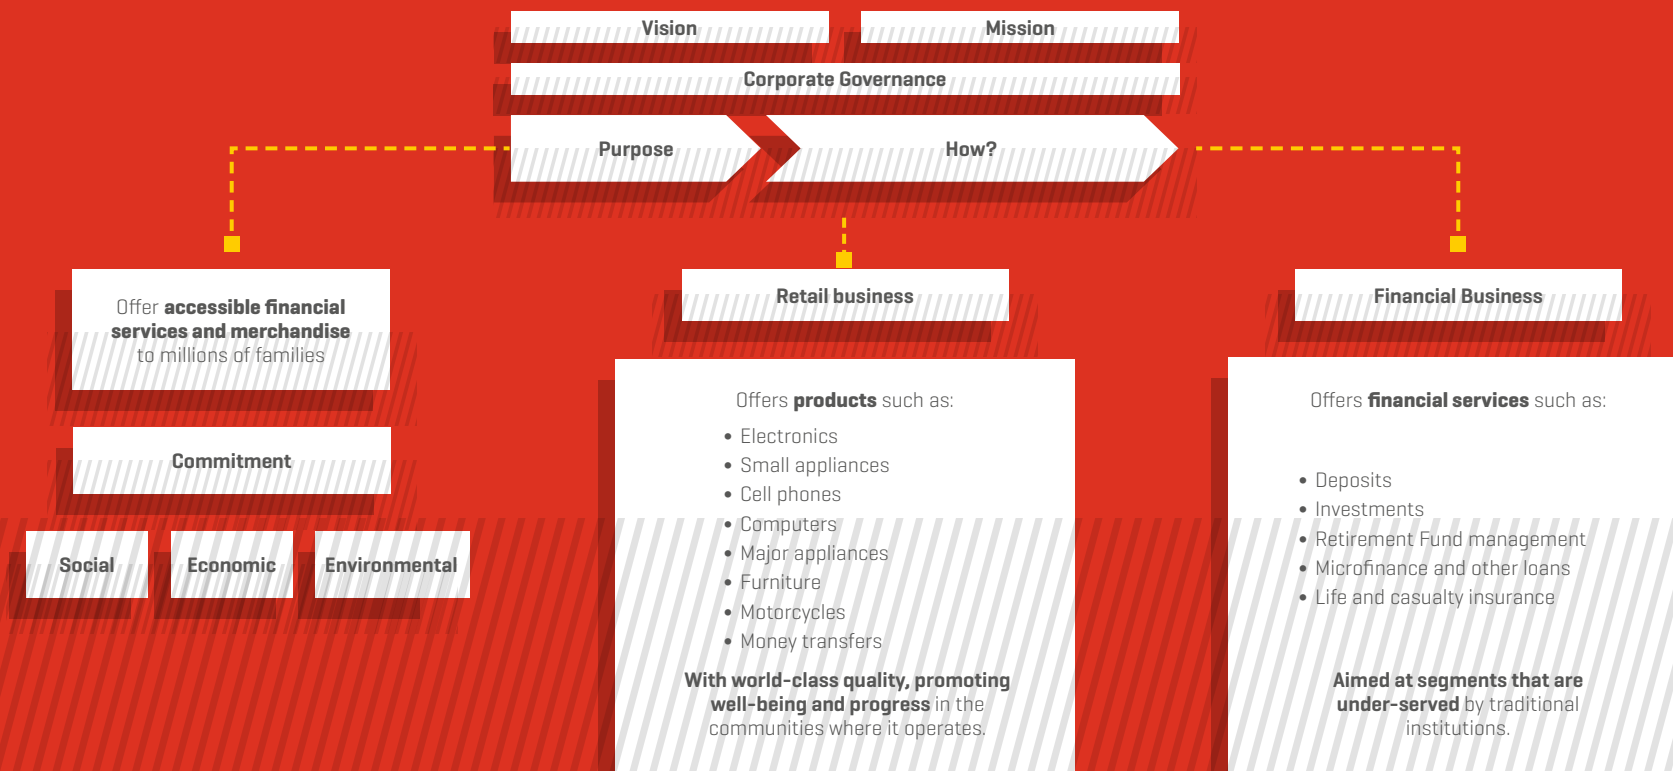 Vision
Mission
Corporate Governance
Purpose
How?
Offer accessible financial
services and merchandise
to millions of families
Commitment
Social
Economic
Environmental
Retail business
Offers products such as:
• Electronics
• Small appliances
• Cell phones
• Computers
• Major appliances
• Furniture
• Motorcycles
• Money transfers
With world-class quality, promoting
well-being and progress in the
communities where it operates.
Financial Business
Offers financial services such as:
• Deposits
• Investments
• Retirement Fund management
• Microfinance and other loans
• Life and casualty insurance
Aimed at segments that are
under-served by traditional
institutions.